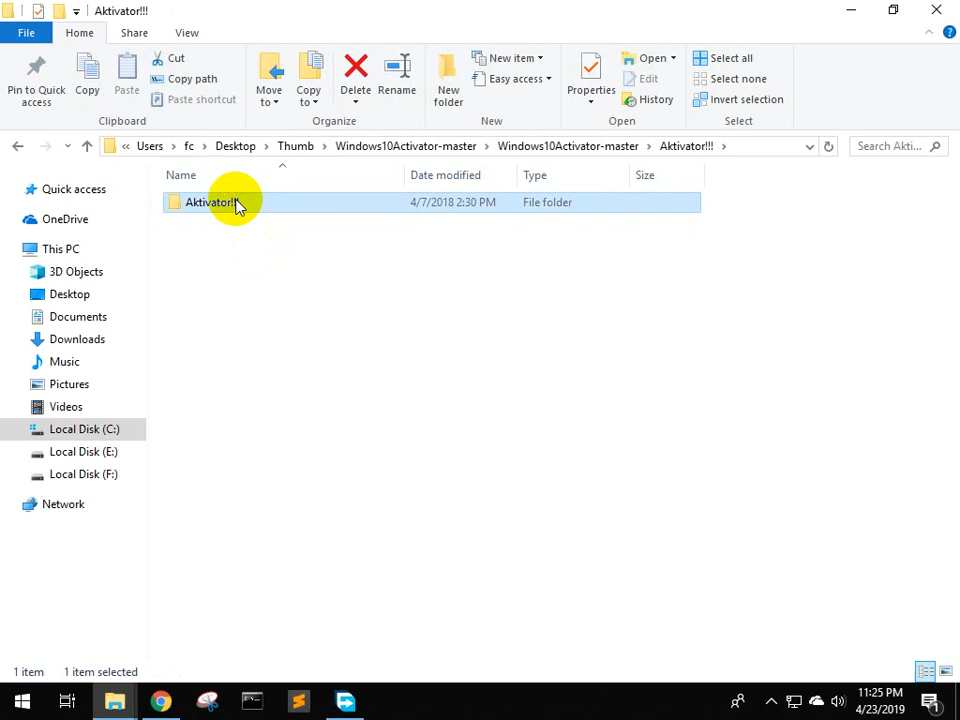 Aktivator!!!
File
Home
Share
View
Pin to Quick access
Copy
Paste
Cut
Copy path
Paste shortcut
Clipboard
Move to
Copy to
Delete
Rename
Organize
New folder
New item
Easy access
New
Properties
Open
Edit
History
Open
Select all
Select none
Invert selection
Select
« Users › fc › Desktop › Thumb › Windows10Activator-master › Windows10Activator-master › Aktivator!!! ›
Search Akti...
Name
Date modified
Type
Size
Aktivator!!! 4/7/2018 2:30 PM File folder
Quick access
OneDrive
This PC
3D Objects
Desktop
Documents
Downloads
Music
Pictures
Videos
Local Disk (C:)
Local Disk (E:)
Local Disk (F:)
Network
1 item
1 item selected
11:25 PM
4/23/2019
1